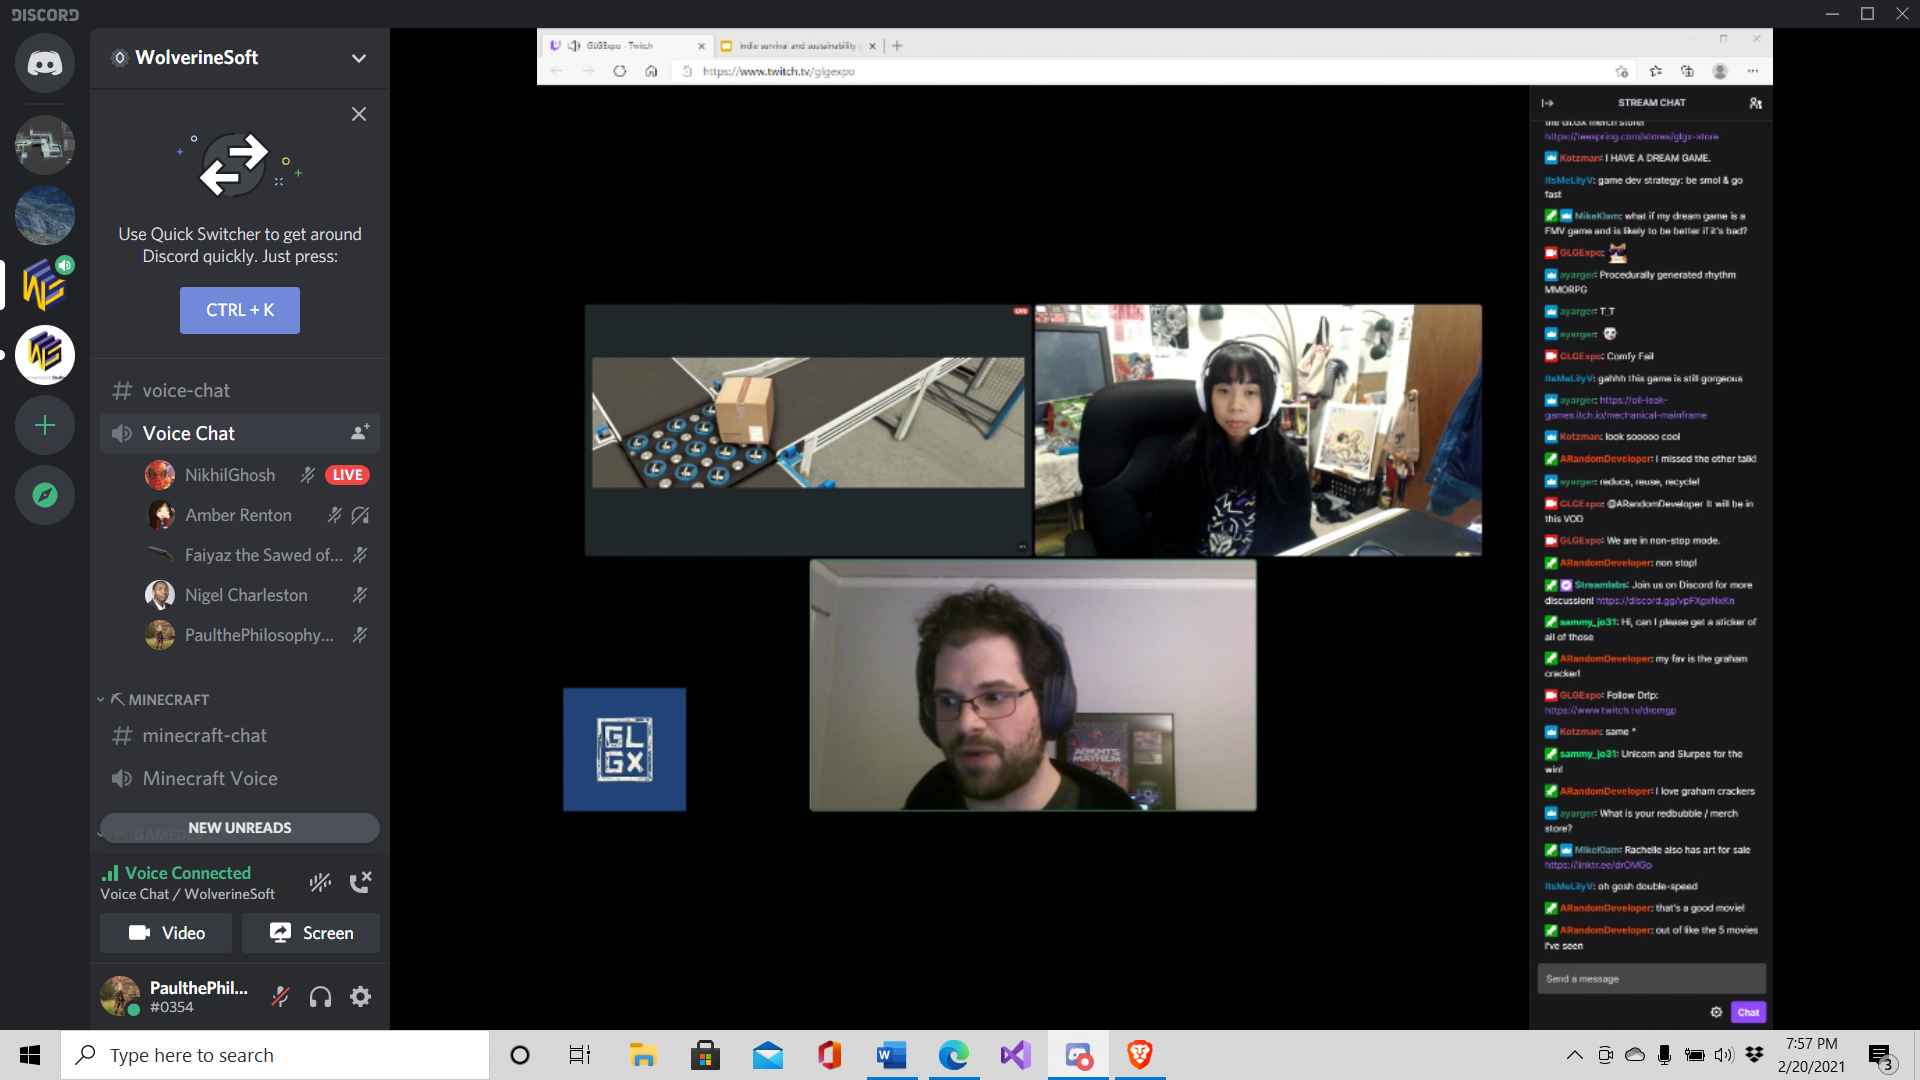 DISCORD
WolverineSoft
Use Quick Switcher to get around
Discord quickly. Just press:
CTRL + K
voice-chat
Voice Chat
NikhilGhosh LIVE
Amber Renton
Faiyaz the Sawed of...
Nigel Charleston
PaulthePhilosophy...
MINECRAFT
minecraft-chat
Minecraft Voice
NEW UNREADS
Voice Connected
Voice Chat / WolverineSoft
Video
Screen
PaulthePhil...
#0354
GLGExpo - Twitch
indie survival and sustainability
https://www.twitch.tv/glgexpo
LIVE
AGENTS
MAYHEM
GL
GX
STREAM CHAT
the GLGX merch store!
https://teespring.com/stores/glgx-store
Kotzman: I HAVE A DREAM GAME.
ItsMeLilyV: game dev strategy: be smol & go
fast
MikeKlam: what if my dream game is a
FMV game and is likely to be better if it's bad?
GLGExpo:
ayarger: Procedurally generated rhythm
MMORPG
ayarger: T_T
ayarger:
GLGExpo: Comfy Fail
ItsMeLilyV: gahhh this game is still gorgeous
ayarger: https://oil-leak-
games.itch.io/mechanical-mainframe
Kotzman: look sooooo cool
ARandomDeveloper: I missed the other talk!
ayarger: reduce, reuse, recycle!
GLGExpo: @ARandomDeveloper It will be in
this VOD
GLGExpo: We are in non-stop mode.
ARandomDeveloper: non stop!
Streamlabs: Join us on Discord for more
discussion! https://discord.gg/vpFXgxNxKn
sammy_jo31: Hi, can I please get a sticker of
all of those
ARandomDeveloper: my fav is the graham
cracker!
GLGExpo: Follow Dr!p:
https://www.twitch.tv/dromgp
Kotzman: same *
sammy_jo31: Unicorn and Slurpee for the
win!
ARandomDeveloper: I love graham crackers
ayarger: What is your redbubble / merch
store?
MikeKlam: Rachelle also has art for sale
https://linktr.ee/drOMGp
ItsMeLilyV: oh gosh double-speed
ARandomDeveloper: that's a good movie!
ARandomDeveloper: out of like the 5 movies
I've seen
Send a message
Chat
Type here to search
7:57 PM
2/20/2021
3